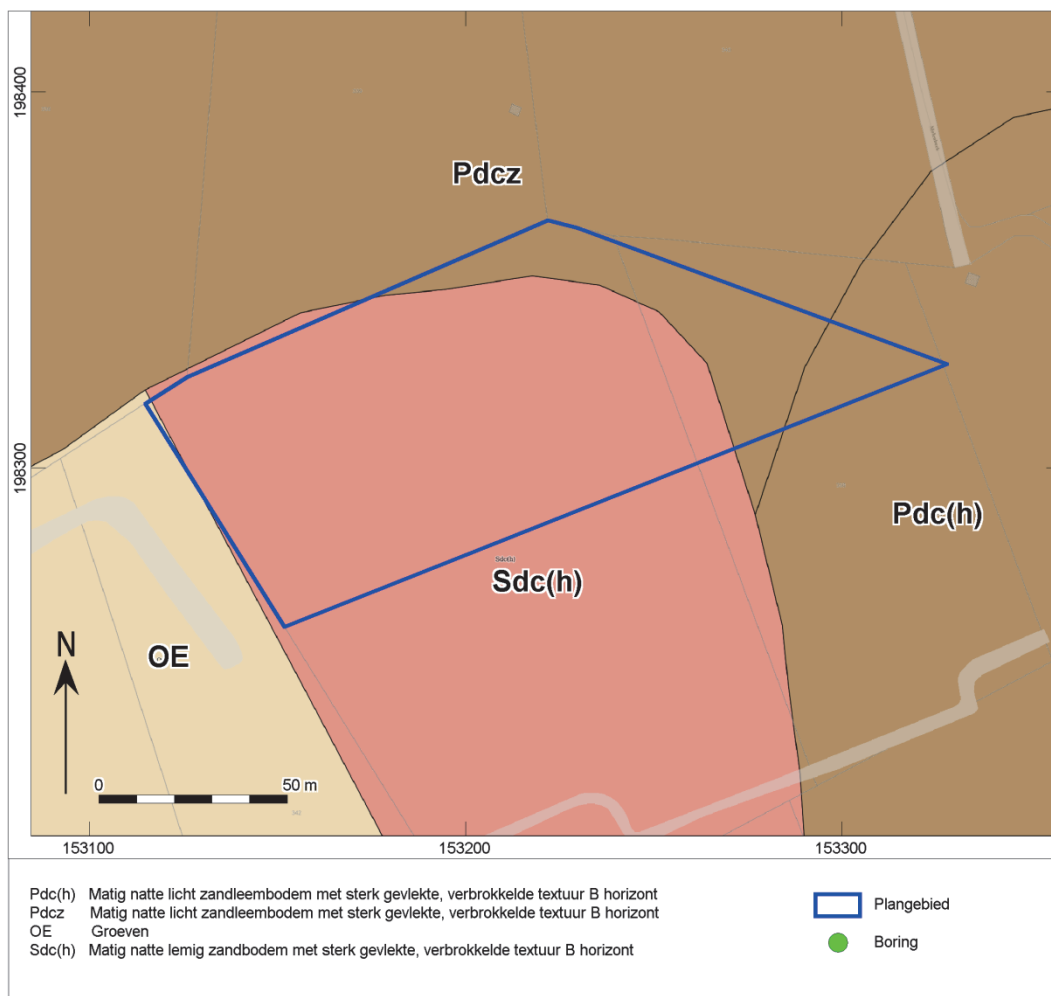 198400
Pdcz
198300
Pdc(h)
Sdc(h)
OE
N
0 50 m
153100 153200 153300
Pdc(h) Matig natte licht zandleembodem met sterk gevlekte, verbrokkelde textuur B horizont
Pdcz Matig natte licht zandleembodem met sterk gevlekte, verbrokkelde textuur B horizont
OE Groeven
Sdc(h) Matig natte lemig zandbodem met sterk gevlekte, verbrokkelde textuur B horizont
Plangebied
Boring